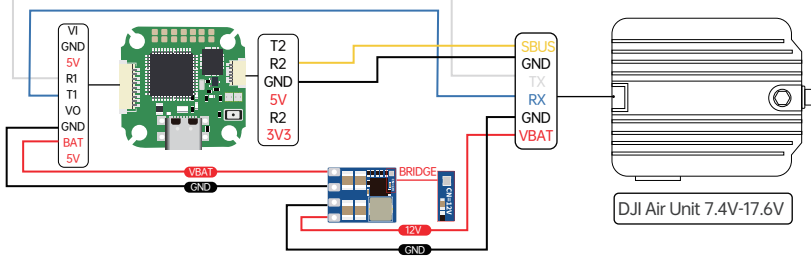 VI
GND
5V
R1
T1
VO
GND
BAT
5V
T2
R2
GND
5V
R2
3V3
SBUS
GND
TX
RX
GND
VBAT
VBAT
GND
BRIDGE
CN=12V
12V
GND
DJI Air Unit 7.4V-17.6V